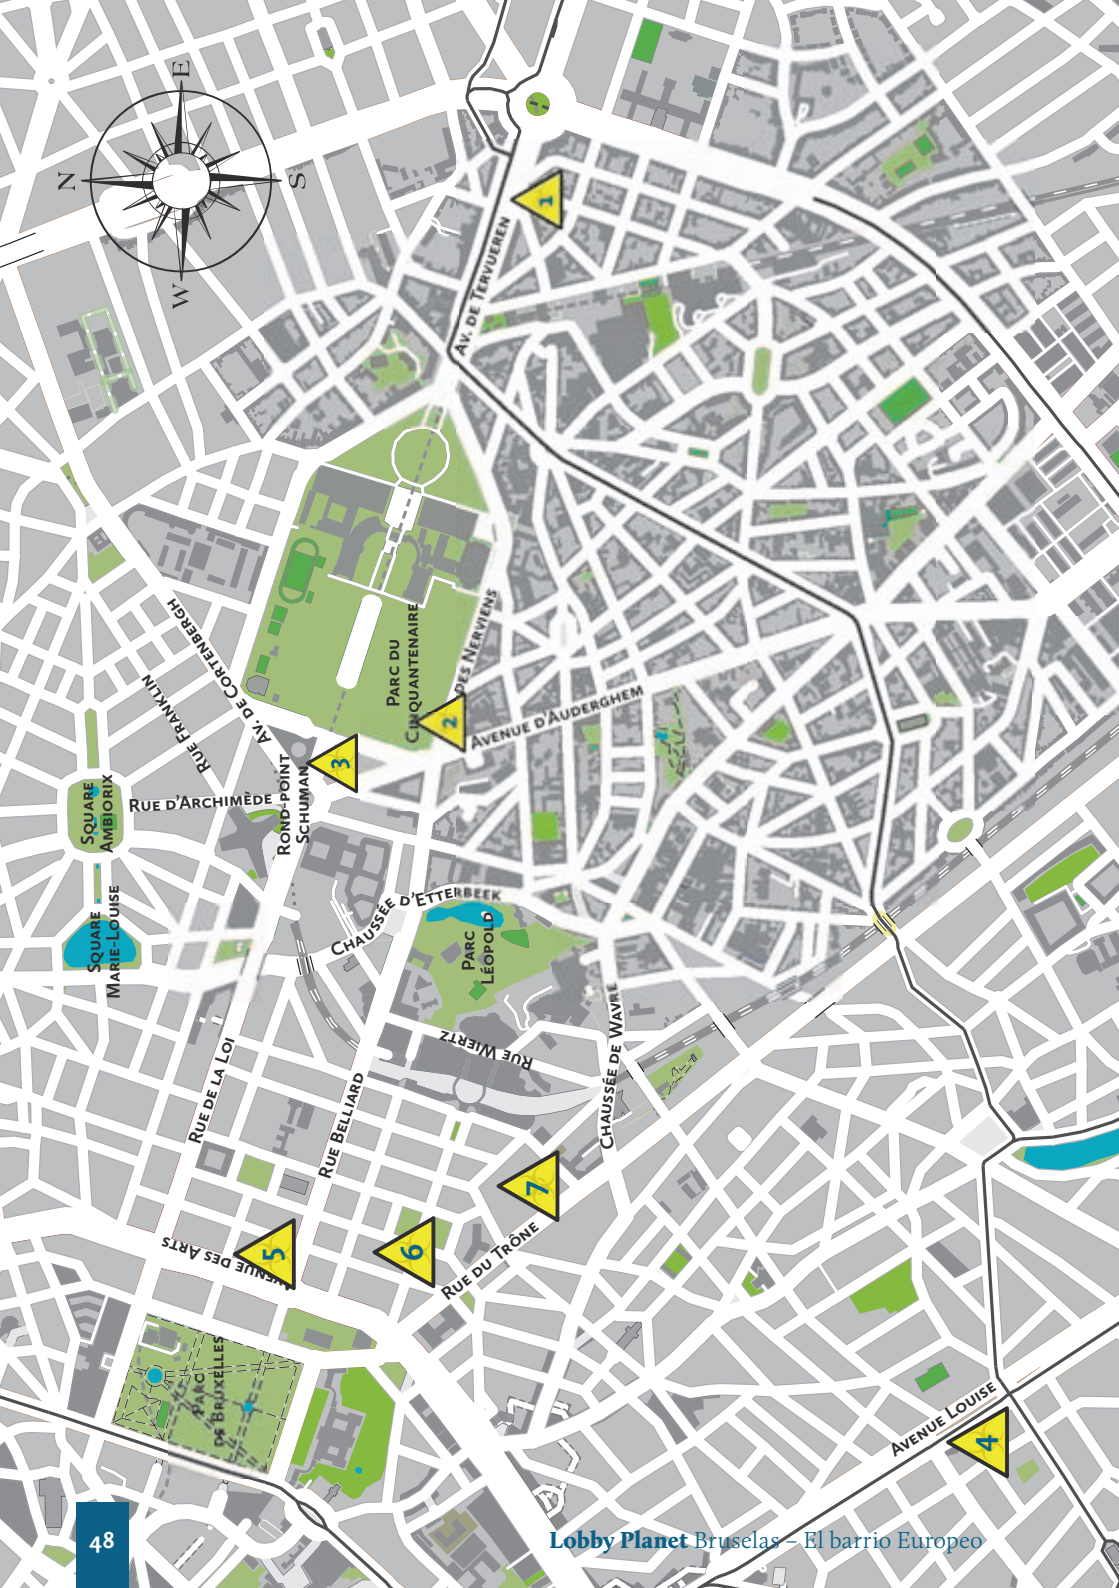 E
N
S
W
1
Av. de Tervueren
Av. de Cortenbergh
Rue Franklin
Parc du
Cinquantenaire
des Nerviens
2
Avenue d'Auderghem
3
Rond-point
Schuman
Rue d'Archimède
Square
Ambiorix
Square
Marie-Louise
Chaussée d'Etterbeek
Parc
Léopold
Rue Wiertz
Chaussée de Wavre
Rue de la Loi
Rue Belliard
7
Avenue des Arts
5
6
Rue du Trône
Parc
de Bruxelles
Avenue Louise
4
48
Lobby Planet Bruselas – El barrio Europeo